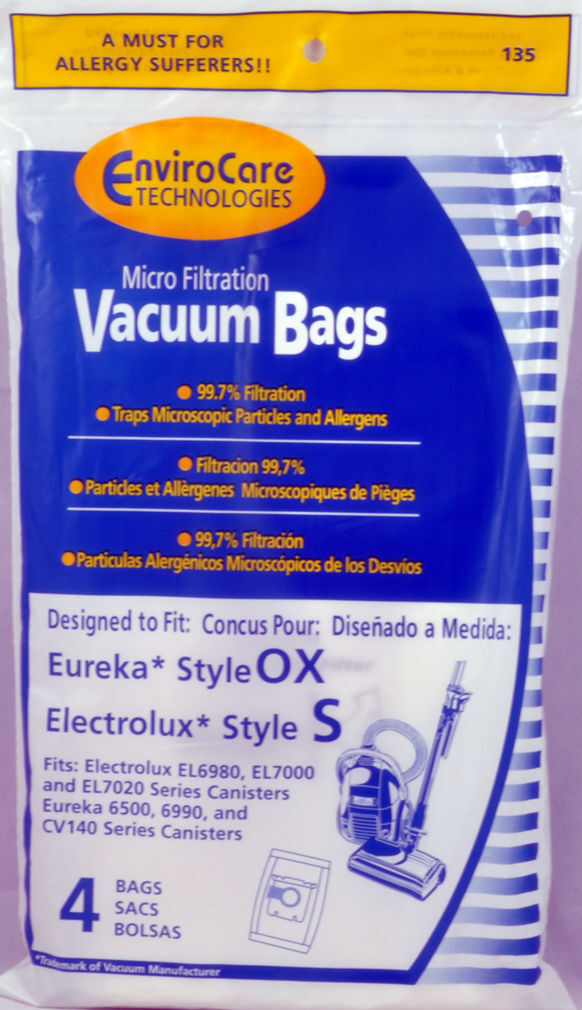 A MUST FOR
ALLERGY SUFFERERS!!
135
EnviroCare
TECHNOLOGIES
Micro Filtration
Vacuum Bags
99.7% Filtration
Traps Microscopic Particles and Allergens
Filtracion 99,7%
Particles et Allèrgenes Microscopiques de Pièges
99,7% Filtración
Particulas Alergénicos Microscópicos de los Desvíos
Designed to Fit: Concus Pour: Diseñado a Medida:
Eureka* Style OX
Electrolux* Style S
Fits: Electrolux EL6980, EL7000
and EL7020 Series Canisters
Eureka 6500, 6990, and
CV140 Series Canisters
4 BAGS
SACS
BOLSAS
*Trademark of Vacuum Manufacturer